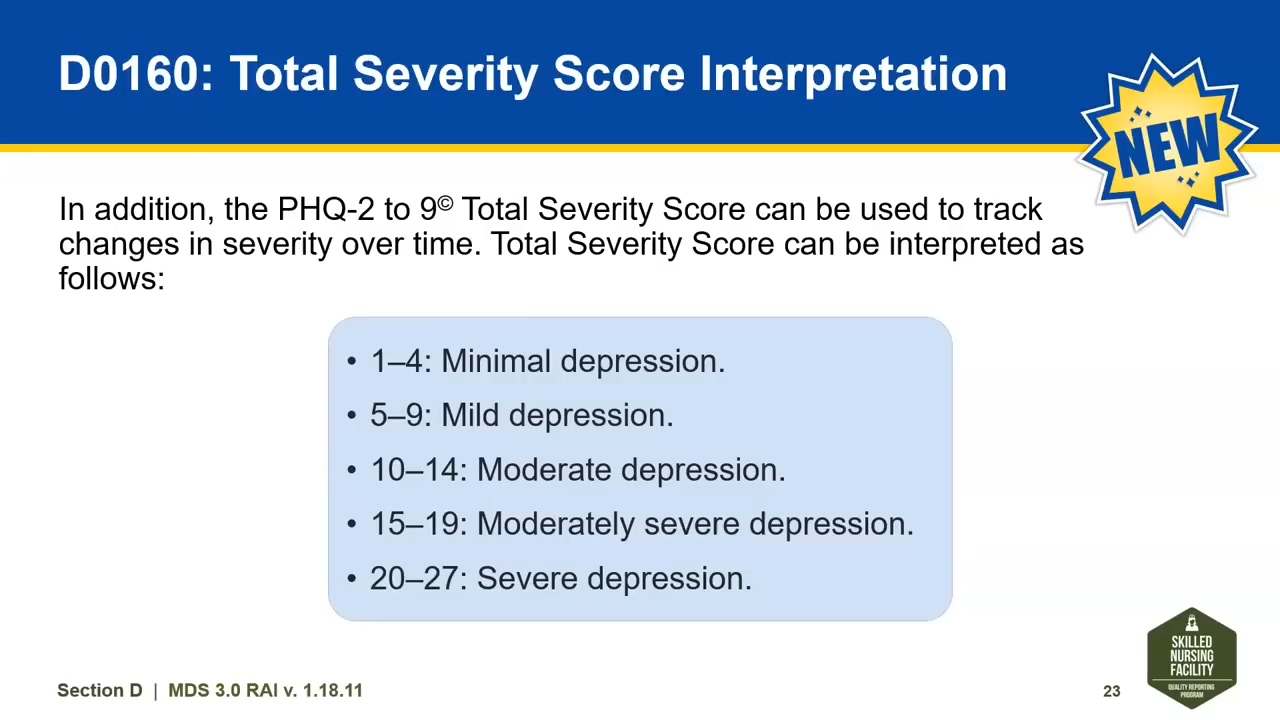 D0160: Total Severity Score Interpretation
NEW
In addition, the PHQ-2 to 9© Total Severity Score can be used to track
changes in severity over time. Total Severity Score can be interpreted as
follows:
• 1–4: Minimal depression.
• 5–9: Mild depression.
• 10–14: Moderate depression.
• 15–19: Moderately severe depression.
• 20–27: Severe depression.
Section D | MDS 3.0 RAI v. 1.18.11
23
SKILLED
NURSING
FACILITY
QUALITY REPORTING
PROGRAM